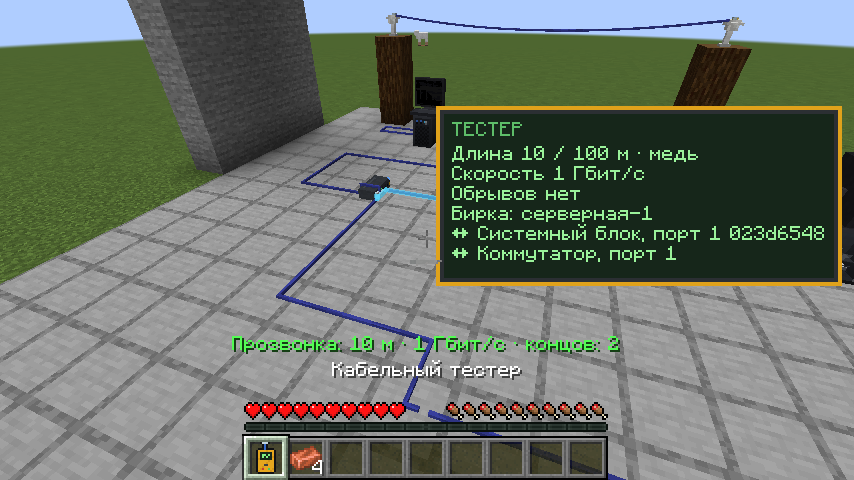 ТЕСТЕР
Длина 10 / 100 м · медь
Скорость 1 Гбит/с
Обрывов нет
Бирка: серверная-1
↔ Системный блок, порт 1 023d6548
↔ Коммутатор, порт 1
Прозвонка: 10 м · 1 Гбит/с · концов: 2
Кабельный тестер
4